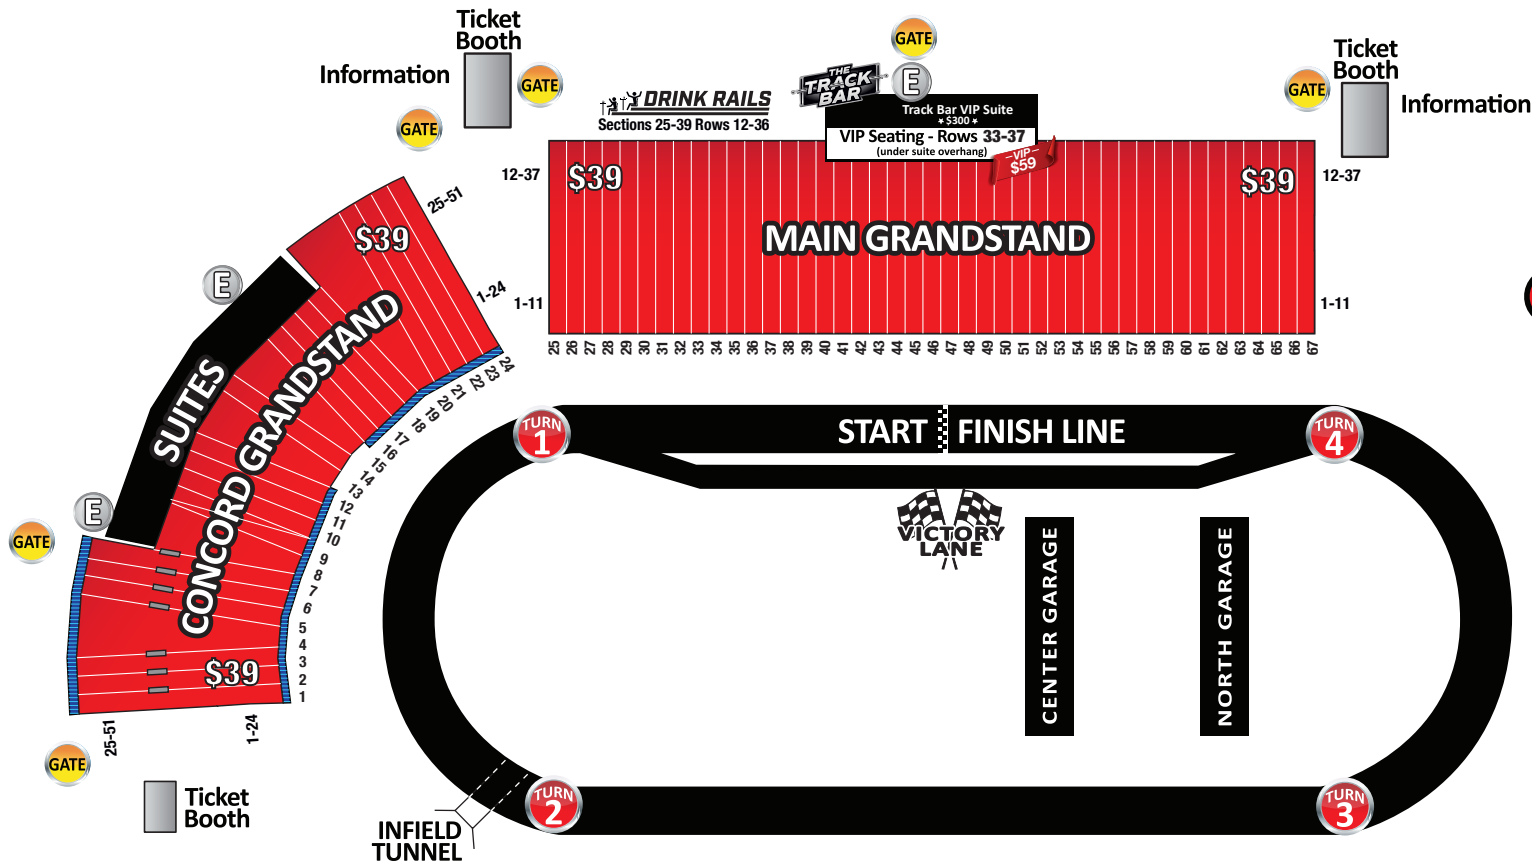 Ticket
Booth
Information
GATE
GATE
GATE
E
THE
TRACK
BAR
DRINK RAILS
Sections 25-39 Rows 12-36
Track Bar VIP Suite
★ $300 ★
VIP Seating - Rows 33-37
(under suite overhang)
VIP
$59
Ticket
Booth
GATE
Information
12-37
$39
$39
12-37
MAIN GRANDSTAND
1-11
1-11
25 26 27 28 29 30 31 32 33 34 35 36 37 38 39 40 41 42 43 44 45 46 47 48 49 50 51 52 53 54 55 56 57 58 59 60 61 62 63 64 65 66 67
25-51
$39
1-24
E
SUITES
CONCORD GRANDSTAND
E
GATE
24
23
22
21
20
19
18
17
16
15
14
13
12
11
10
9
8
7
6
5
4
3
2
1
$39
25-51
1-24
GATE
Ticket
Booth
TURN
1
START
FINISH LINE
TURN
4
VICTORY
LANE
CENTER GARAGE
NORTH GARAGE
TURN
2
TURN
3
INFIELD
TUNNEL